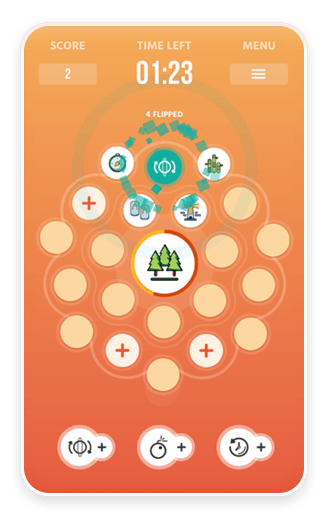 SCORE TIME LEFT MENU
2 01:23
4 FLIPPED
+
+ +
+ + +